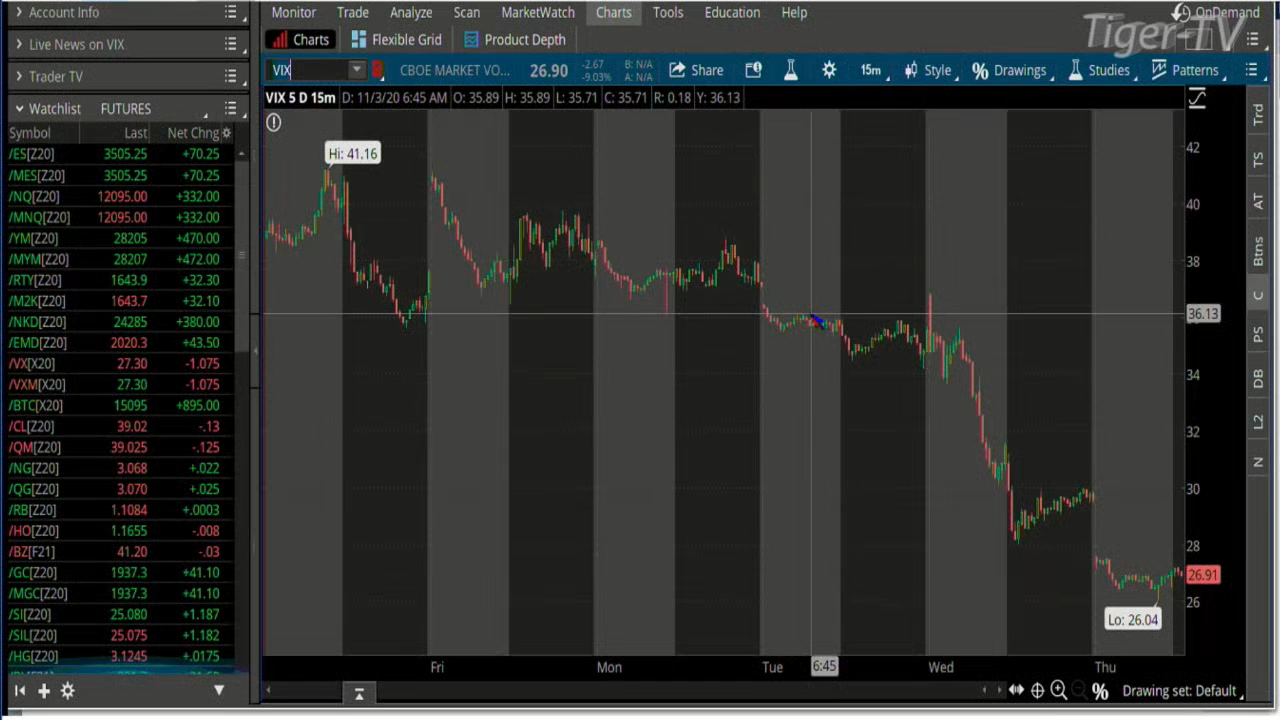 Account Info
Monitor Trade Analyze Scan MarketWatch Charts Tools Education Help
OnDemand
Tiger-TV
Live News on VIX
Charts Flexible Grid Product Depth
Trader TV
VIX CBOE MARKET VO... 26.90 -2.67 -9.03% B: N/A A: N/A Share 15m Style Drawings Studies Patterns
Watchlist FUTURES
VIX 5 D 15m D: 11/3/20 6:45 AM O: 35.89 H: 35.89 L: 35.71 C: 35.71 R: 0.18 Y: 36.13
Symbol Last Net Chng
/ES[Z20] 3505.25 +70.25
/MES[Z20] 3505.25 +70.25
/NQ[Z20] 12095.00 +332.00
/MNQ[Z20] 12095.00 +332.00
/YM[Z20] 28205 +470.00
/MYM[Z20] 28207 +472.00
/RTY[Z20] 1643.9 +32.30
/M2K[Z20] 1643.7 +32.10
/NKD[Z20] 24285 +380.00
/EMD[Z20] 2020.3 +43.50
/VX[X20] 27.30 -1.075
/VXM[X20] 27.30 -1.075
/BTC[X20] 15095 +895.00
/CL[Z20] 39.02 -.13
/QM[Z20] 39.025 -.125
/NG[Z20] 3.068 +.022
/QG[Z20] 3.070 +.025
/RB[Z20] 1.1084 +.0003
/HO[Z20] 1.1655 -.008
/BZ[F21] 41.20 -.03
/GC[Z20] 1937.3 +41.10
/MGC[Z20] 1937.3 +41.10
/SI[Z20] 25.080 +1.187
/SIL[Z20] 25.075 +1.182
/HG[Z20] 3.1245 +.0175
Hi: 41.16
42
40
38
36.13
34
32
30
28
26.91
26
Lo: 26.04
Fri Mon Tue 6:45 Wed Thu
Trd
TS
AT
Btns
C
PS
DB
L2
N
Drawing set: Default